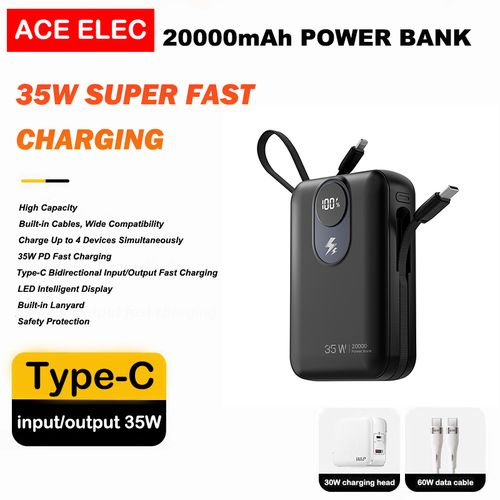 ACE ELEC
20000mAh POWER BANK
35W SUPER FAST
CHARGING
High Capacity
Built-in Cables, Wide Compatibility
Charge Up to 4 Devices Simultaneously
35W PD Fast Charging
Type-C Bidirectional Input/Output Fast Charging
LED Intelligent Display
Built-in Lanyard
Safety Protection
100%
35W
20000-
Power Bank
Type-C
input/output 35W
30W charging head
60W data cable